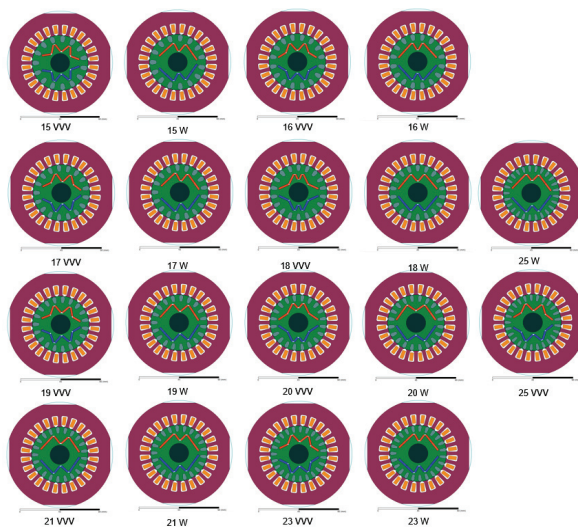 15 VVV
15 W
16 VVV
16 W
17 VVV
17 W
18 VVV
18 W
25 W
19 VVV
19 W
20 VVV
20 W
25 VVV
21 VVV
21 W
23 VVV
23 W